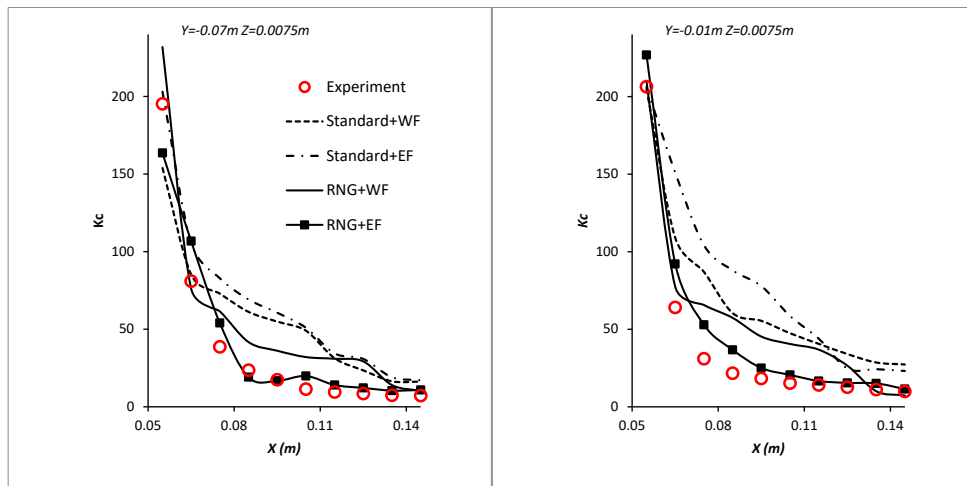 Y=-0.07m Z=0.0075m
200
150
100
50
0
Kc
0.05
0.08
0.11
0.14
X (m)
Experiment
Standard+WF
Standard+EF
RNG+WF
RNG+EF
Y=-0.01m Z=0.0075m
200
150
100
50
0
Kc
0.05
0.08
0.11
0.14
X (m)